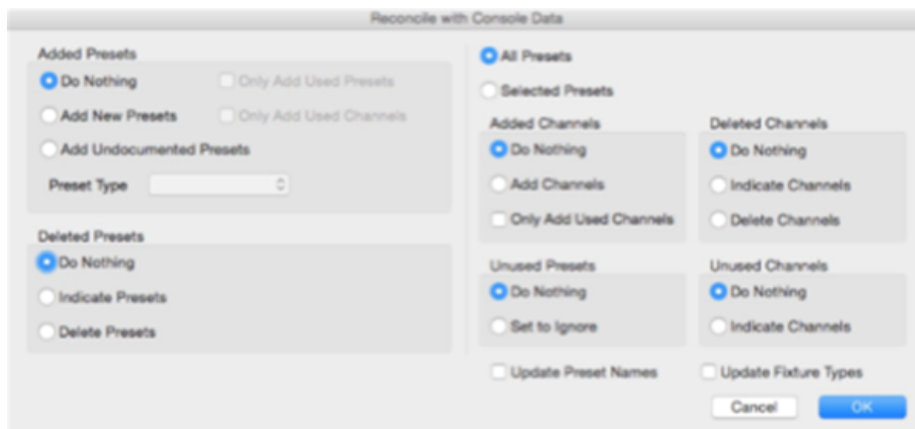 Reconcile with Console Data
Added Presets
Do Nothing
Only Add Used Presets
Add New Presets
Only Add Used Channels
Add Undocumented Presets
Preset Type
Deleted Presets
Do Nothing
Indicate Presets
Delete Presets
All Presets
Selected Presets
Added Channels
Do Nothing
Add Channels
Only Add Used Channels
Deleted Channels
Do Nothing
Indicate Channels
Delete Channels
Unused Presets
Do Nothing
Set to Ignore
Unused Channels
Do Nothing
Indicate Channels
Update Preset Names
Update Fixture Types
Cancel
OK